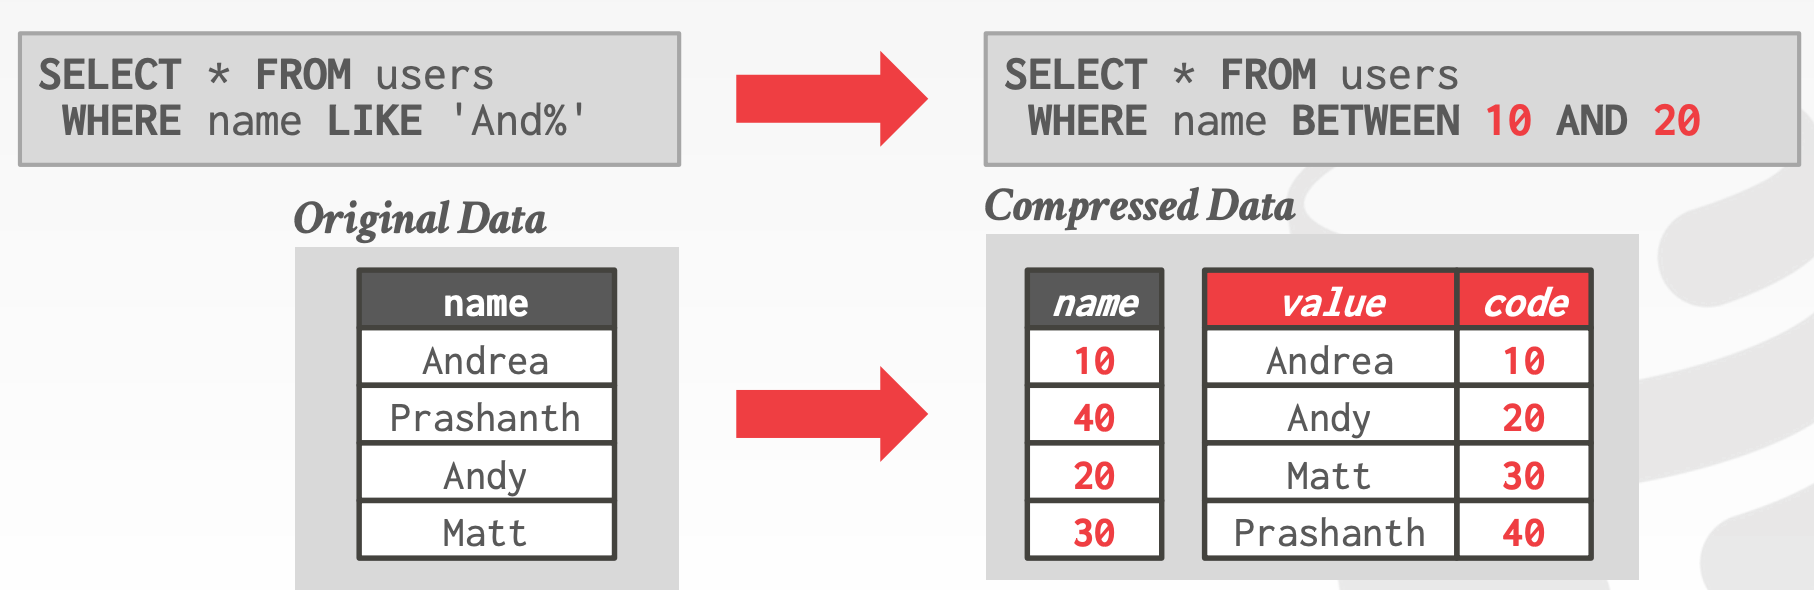 SELECT * FROM users
WHERE name LIKE 'And%'
SELECT * FROM users
WHERE name BETWEEN 10 AND 20
Original Data
name
Andrea
Prashanth
Andy
Matt
Compressed Data
name value code
10 Andrea 10
40 Andy 20
20 Matt 30
30 Prashanth 40